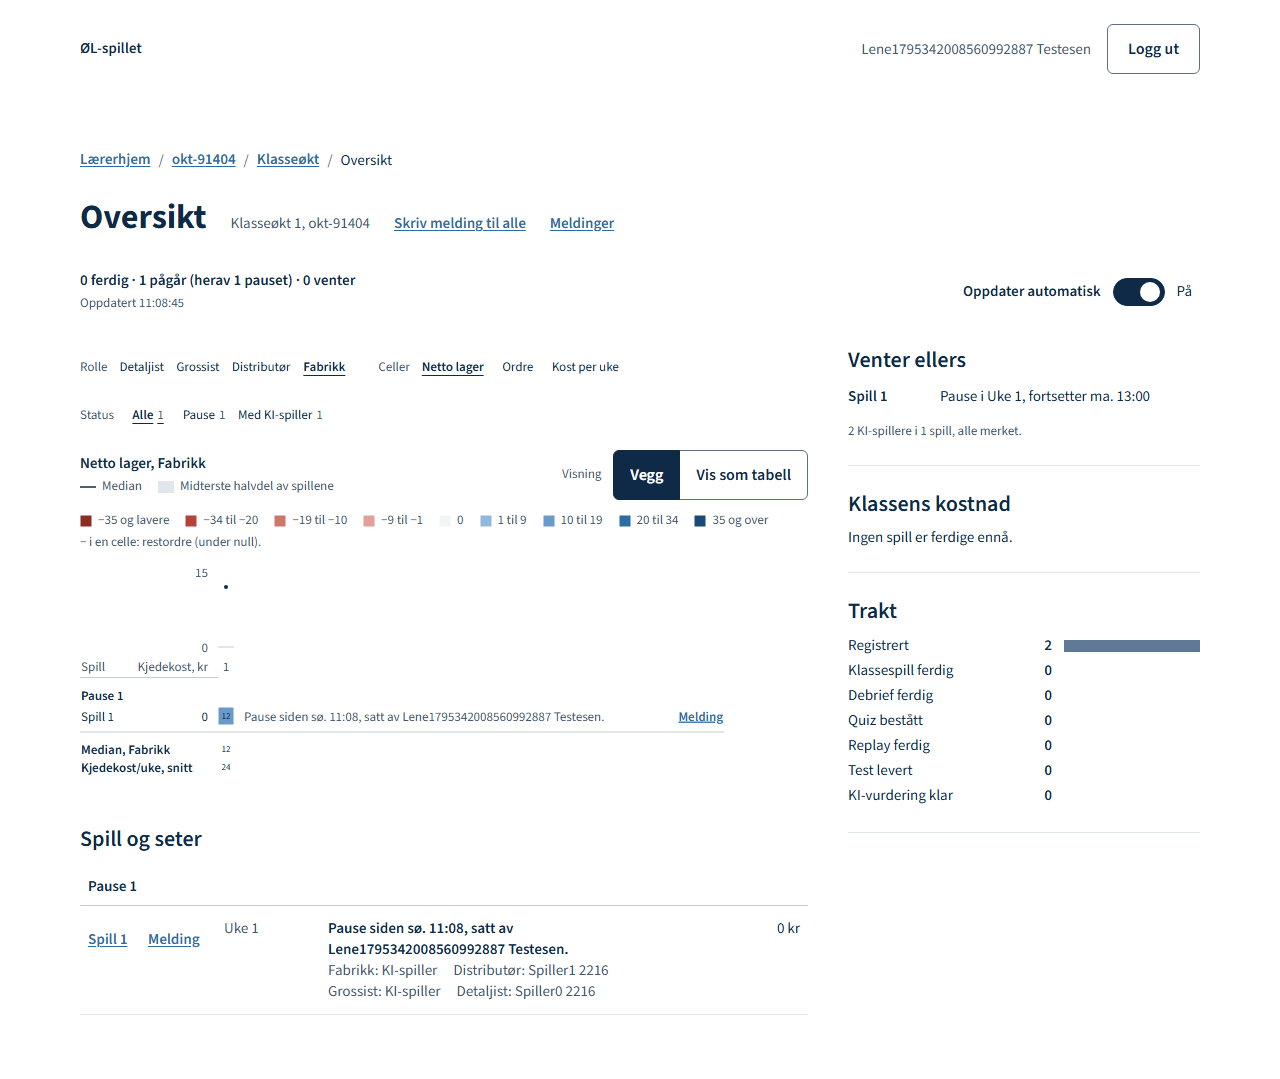 ØL-spillet
Lene1795342008560992887 Testesen
Logg ut
Lærerhjem / okt-91404 / Klasseøkt / Oversikt
Oversikt Klasseøkt 1, okt-91404 Skriv melding til alle Meldinger
0 ferdig · 1 pågår (herav 1 pauset) · 0 venter
Oppdatert 11:08:45
Oppdater automatisk På
Rolle Detaljist Grossist Distributør Fabrikk Celler Netto lager Ordre Kost per uke
Status Alle 1 Pause 1 Med KI-spiller 1
Netto lager, Fabrikk
Median Midterste halvdel av spillene
Visning Vegg Vis som tabell
−35 og lavere −34 til −20 −19 til −10 −9 til −1 0 1 til 9 10 til 19 20 til 34 35 og over
− i en celle: restordre (under null).
15
0
Spill Kjedekost, kr 1
Pause 1
Spill 1 0 12 Pause siden sø. 11:08, satt av Lene1795342008560992887 Testesen. Melding
Median, Fabrikk 12
Kjedekost/uke, snitt 24
Spill og seter
Pause 1
Spill 1 Melding Uke 1 Pause siden sø. 11:08, satt av 0 kr
Lene1795342008560992887 Testesen.
Fabrikk: KI-spiller Distributør: Spiller1 2216
Grossist: KI-spiller Detaljist: Spiller0 2216
Venter ellers
Spill 1 Pause i Uke 1, fortsetter ma. 13:00
2 KI-spillere i 1 spill, alle merket.
Klassens kostnad
Ingen spill er ferdige ennå.
Trakt
Registrert 2
Klassespill ferdig 0
Debrief ferdig 0
Quiz bestått 0
Replay ferdig 0
Test levert 0
KI-vurdering klar 0